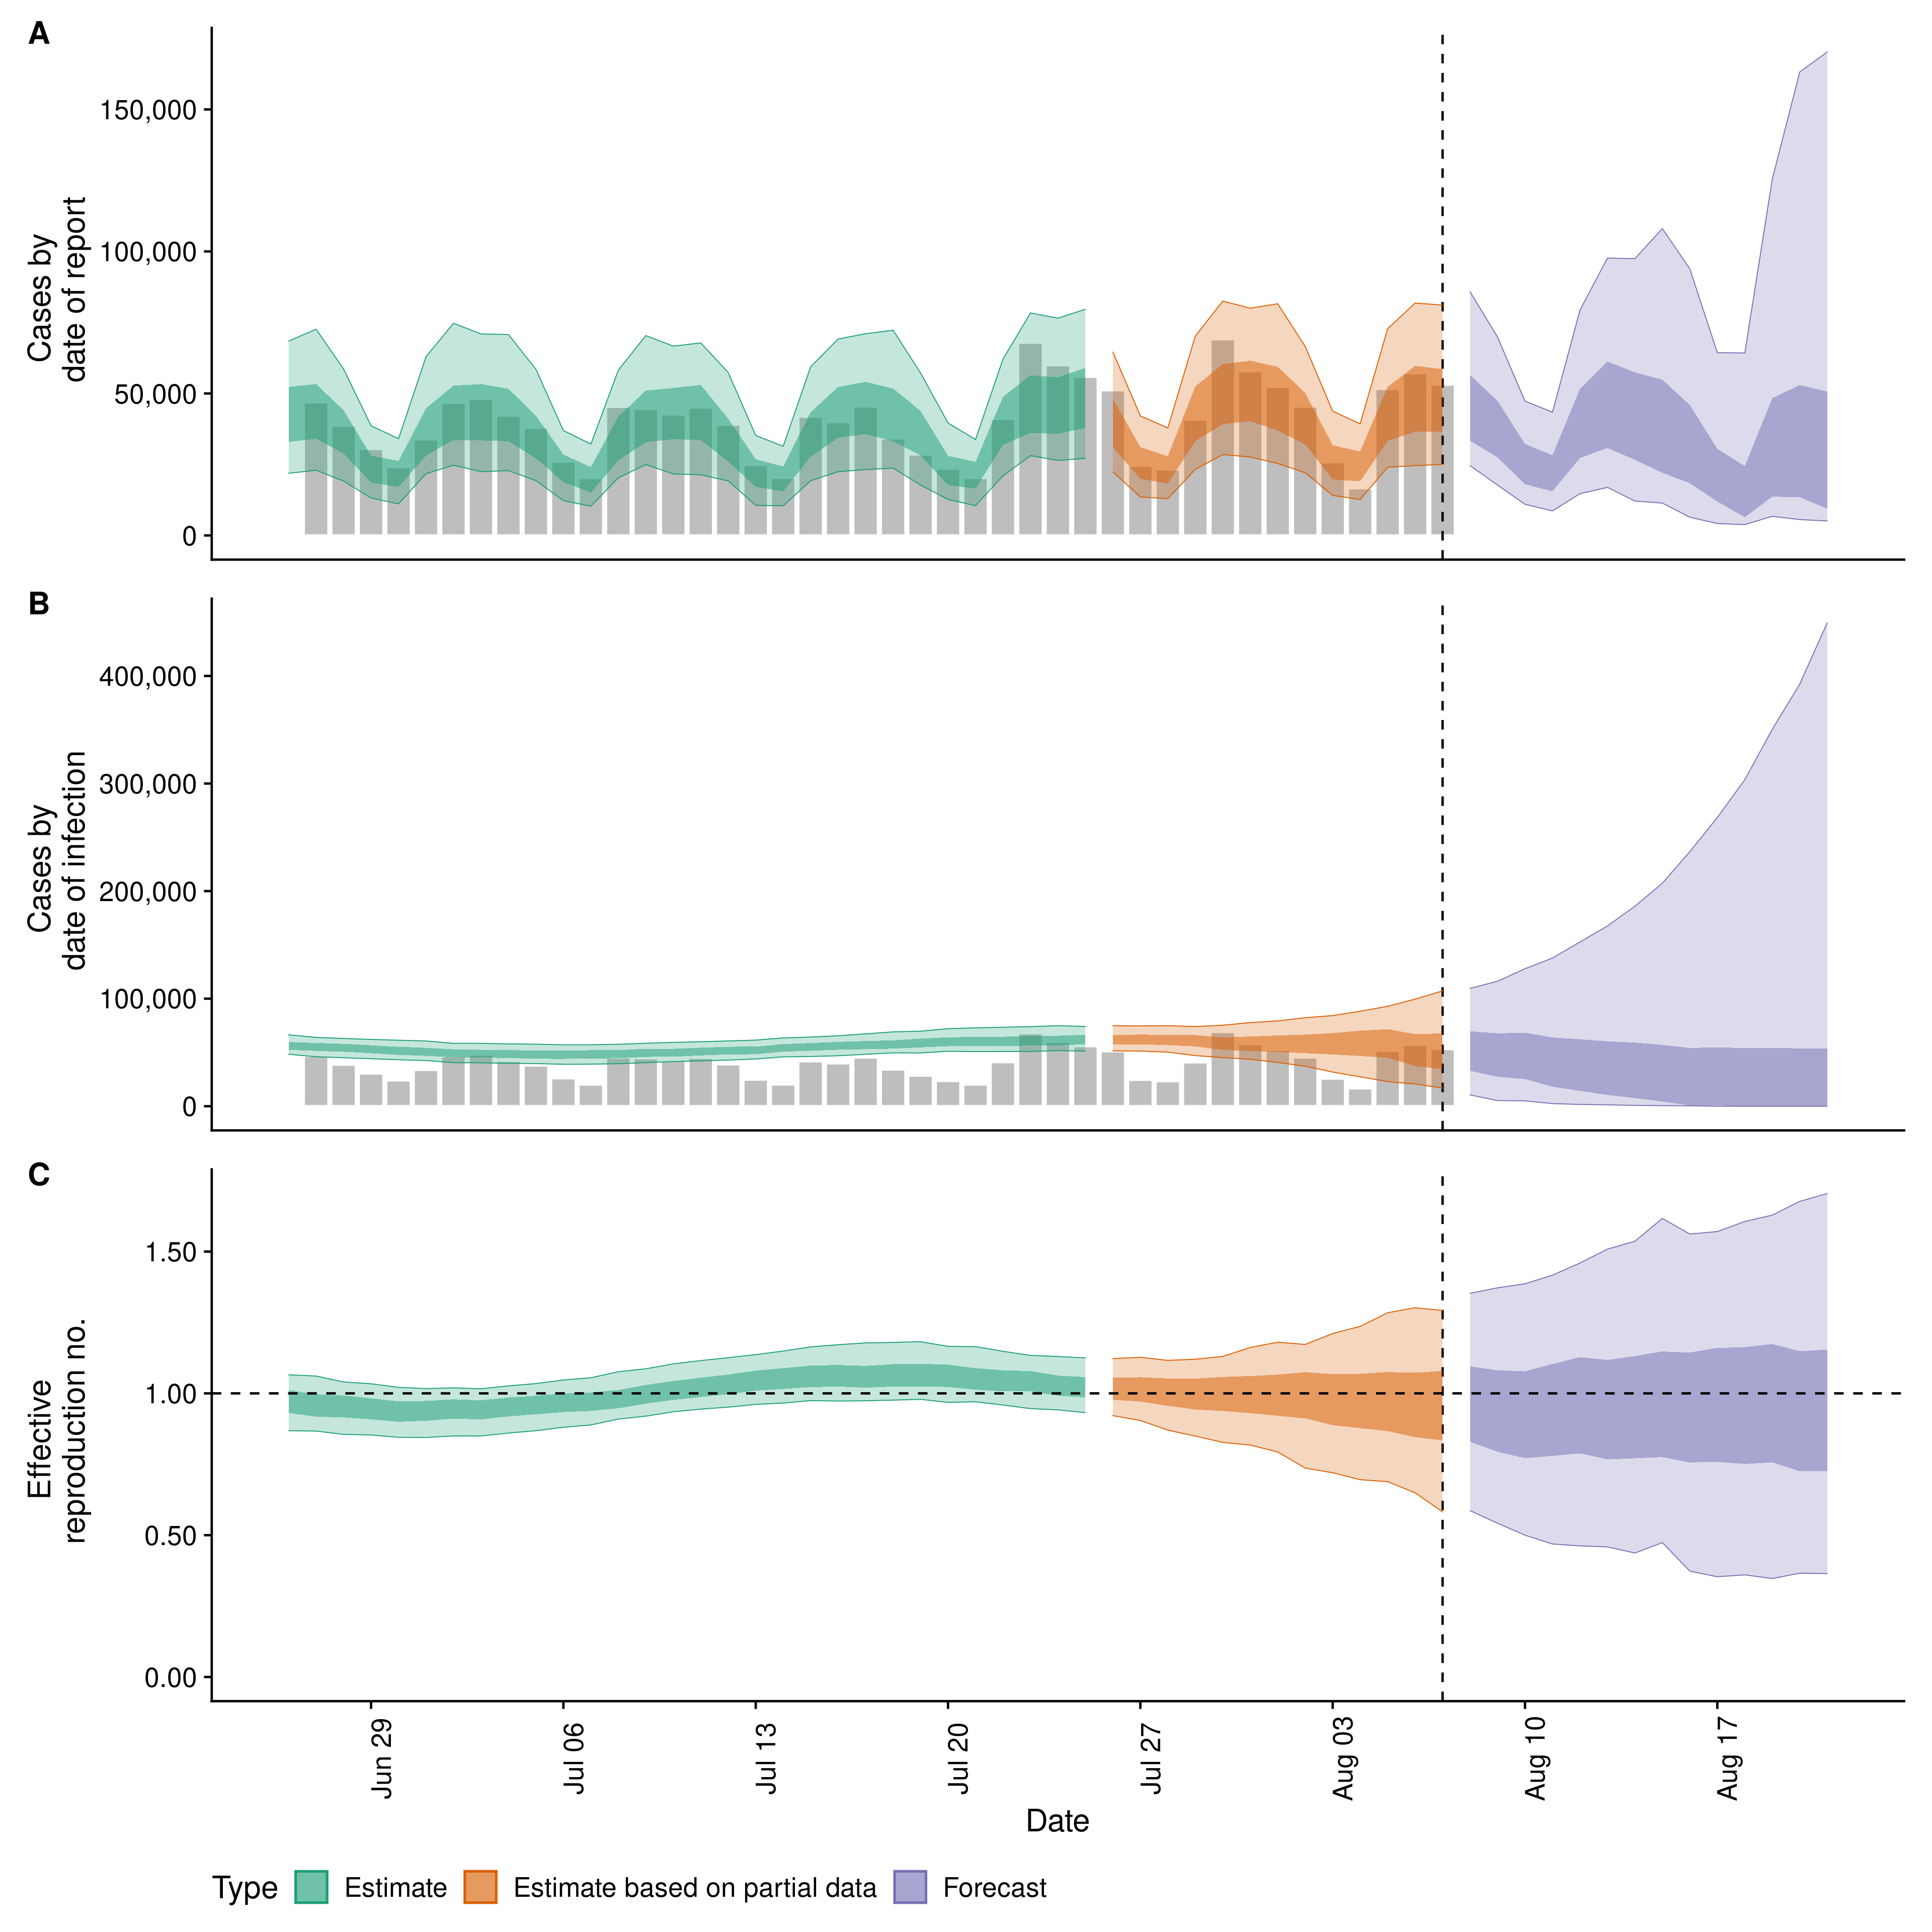 A
Cases by
date of report
150,000
100,000
50,000
0
B
Cases by
date of infection
400,000
300,000
200,000
100,000
0
C
Effective
reproduction no.
1.50
1.00
0.50
0.00
Jun 29
Jul 06
Jul 13
Jul 20
Jul 27
Aug 03
Aug 10
Aug 17
Date
Type Estimate Estimate based on partial data Forecast